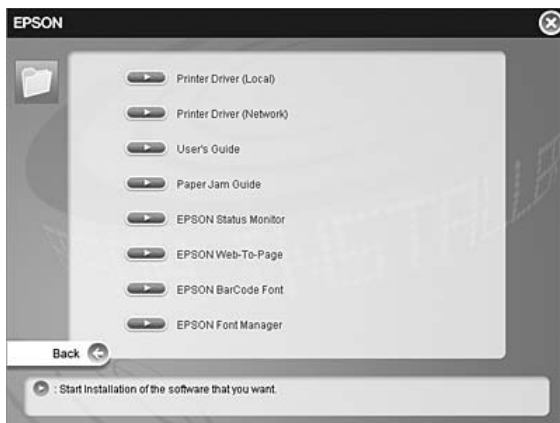 EPSON
Printer Driver (Local)
Printer Driver (Network)
User's Guide
Paper Jam Guide
EPSON Status Monitor
EPSON Web-To-Page
EPSON BarCode Font
EPSON Font Manager
Back
: Start Installation of the software that you want.